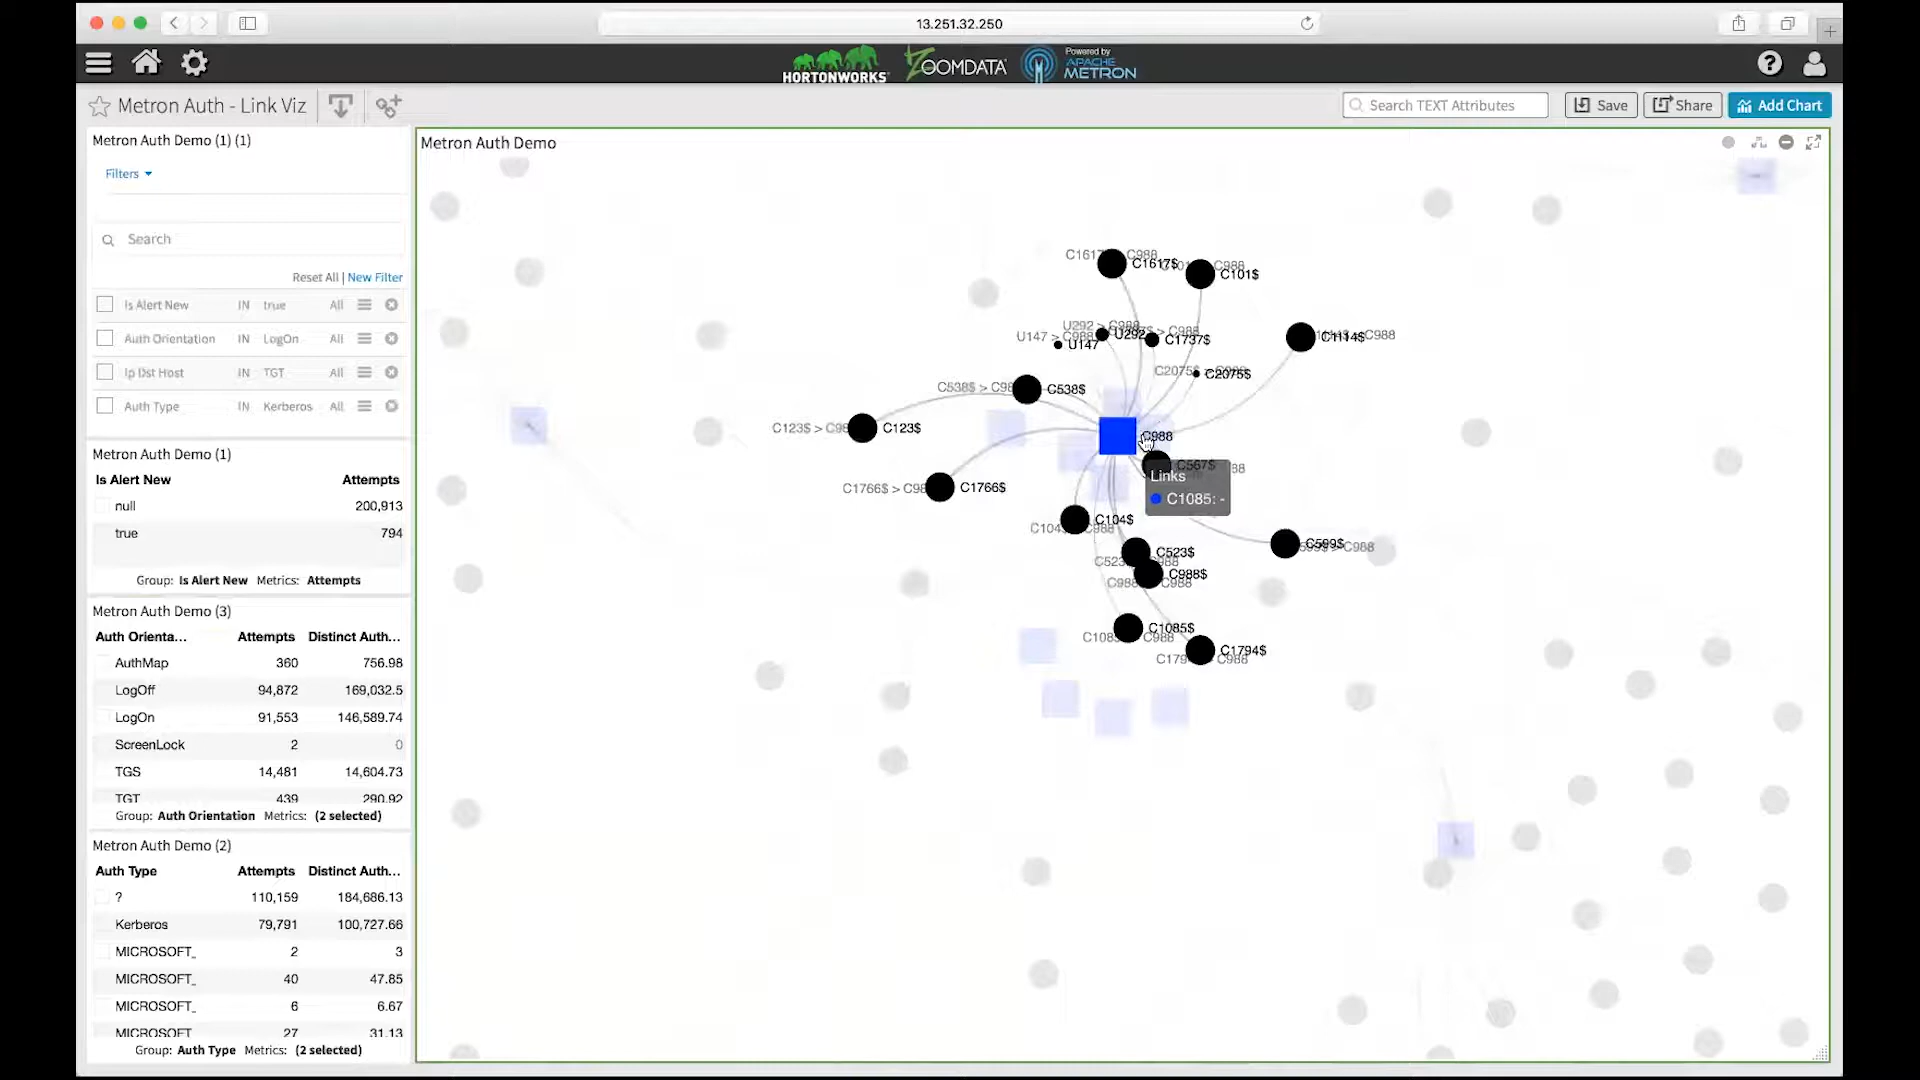 13.251.32.250
HORTONWORKS
ZOOMDATA
Powered by
APACHE
METRON
Metron Auth - Link Viz
Search TEXT Attributes
Save
Share
Add Chart
Metron Auth Demo (1) (1)
Filters
Search
Reset All | New Filter
Is Alert New IN true All
Auth Orientation IN LogOn All
Ip Dst Host IN TGT All
Auth Type IN Kerberos All
Metron Auth Demo (1)
Is Alert New Attempts
null 200,913
true 794
Group: Is Alert New Metrics: Attempts
Metron Auth Demo (3)
Auth Orienta... Attempts Distinct Auth...
AuthMap 360 756.98
LogOff 94,872 169,032.5
LogOn 91,553 146,589.74
ScreenLock 2 0
TGS 14,481 14,604.73
TGT 439 290.92
Group: Auth Orientation Metrics: (2 selected)
Metron Auth Demo (2)
Auth Type Attempts Distinct Auth...
? 110,159 184,686.13
Kerberos 79,791 100,727.66
MICROSOFT_ 2 3
MICROSOFT_ 40 47.85
MICROSOFT_ 6 6.67
MICROSOFT 27 31.13
Group: Auth Type Metrics: (2 selected)
Metron Auth Demo
C1617$
C101$
U292
U147
C1737$
C1114$
C2075$
C538$
C123$
C988
C567$
Links
C1085: -
C1766$
C104$
C523$
C599$
C988$
C1085$
C1794$